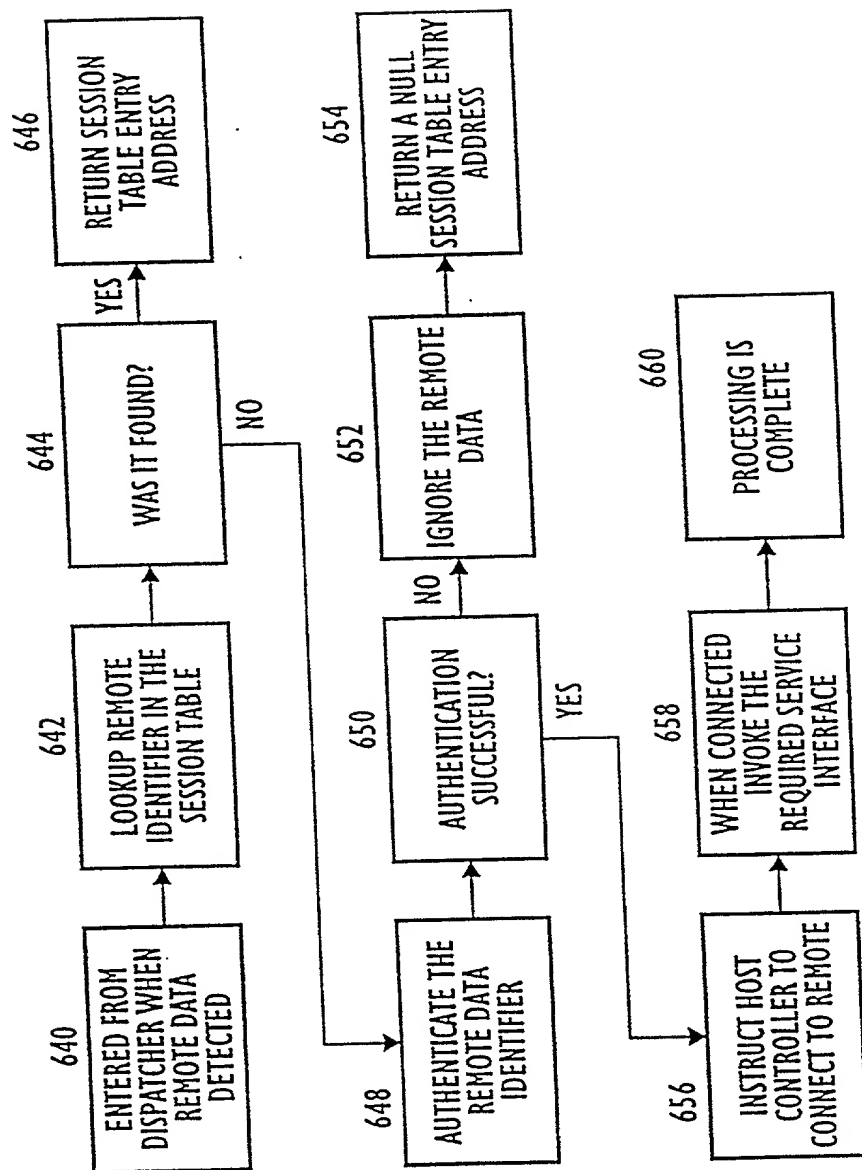 640
ENTERED FROM
DISPATCHER WHEN
REMOTE DATA
DETECTED
642
LOOKUP REMOTE
IDENTIFIER IN THE
SESSION TABLE
644
WAS IT FOUND?
YES
NO
646
RETURN SESSION
TABLE ENTRY
ADDRESS
648
AUTHENTICATE THE
REMOTE DATA
IDENTIFIER
650
AUTHENTICATION
SUCCESSFUL?
NO
YES
652
IGNORE THE REMOTE
DATA
654
RETURN A NULL
SESSION TABLE ENTRY
ADDRESS
656
INSTRUCT HOST
CONTROLLER TO
CONNECT TO REMOTE
658
WHEN CONNECTED
INVOKE THE
REQUIRED SERVICE
INTERFACE
660
PROCESSING IS
COMPLETE